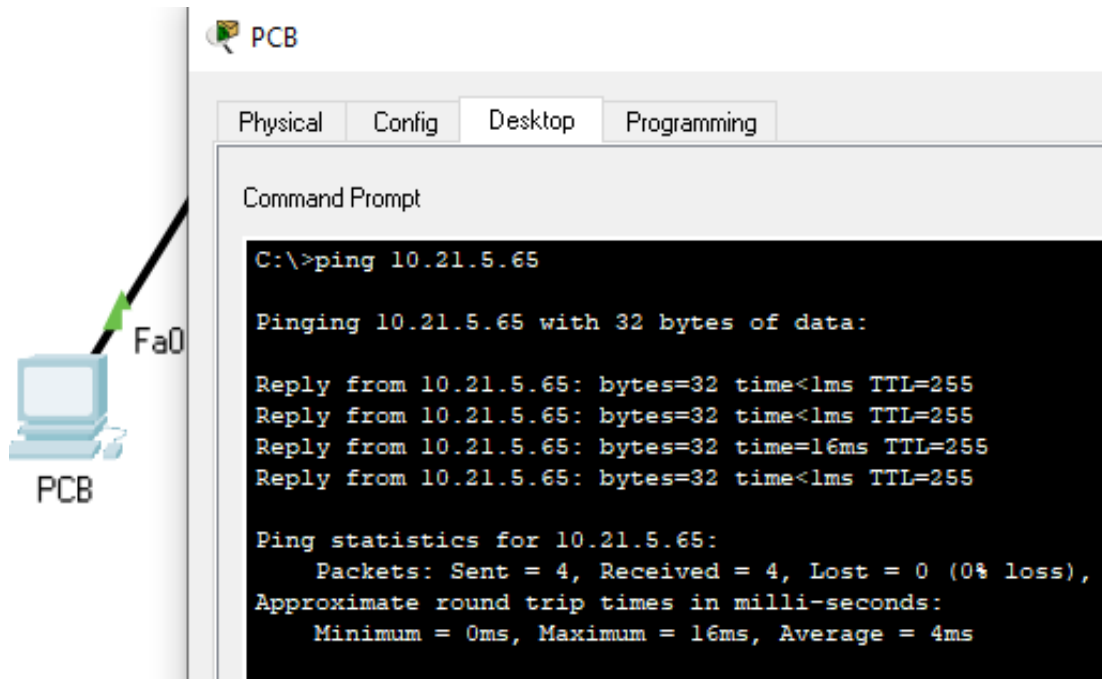 PCB
Physical Config Desktop Programming
Command Prompt
C:\>ping 10.21.5.65
Pinging 10.21.5.65 with 32 bytes of data:
Reply from 10.21.5.65: bytes=32 time<1ms TTL=255
Reply from 10.21.5.65: bytes=32 time<1ms TTL=255
Reply from 10.21.5.65: bytes=32 time=16ms TTL=255
Reply from 10.21.5.65: bytes=32 time<1ms TTL=255
Ping statistics for 10.21.5.65:
Packets: Sent = 4, Received = 4, Lost = 0 (0% loss),
Approximate round trip times in milli-seconds:
Minimum = 0ms, Maximum = 16ms, Average = 4ms
Fa0
PCB